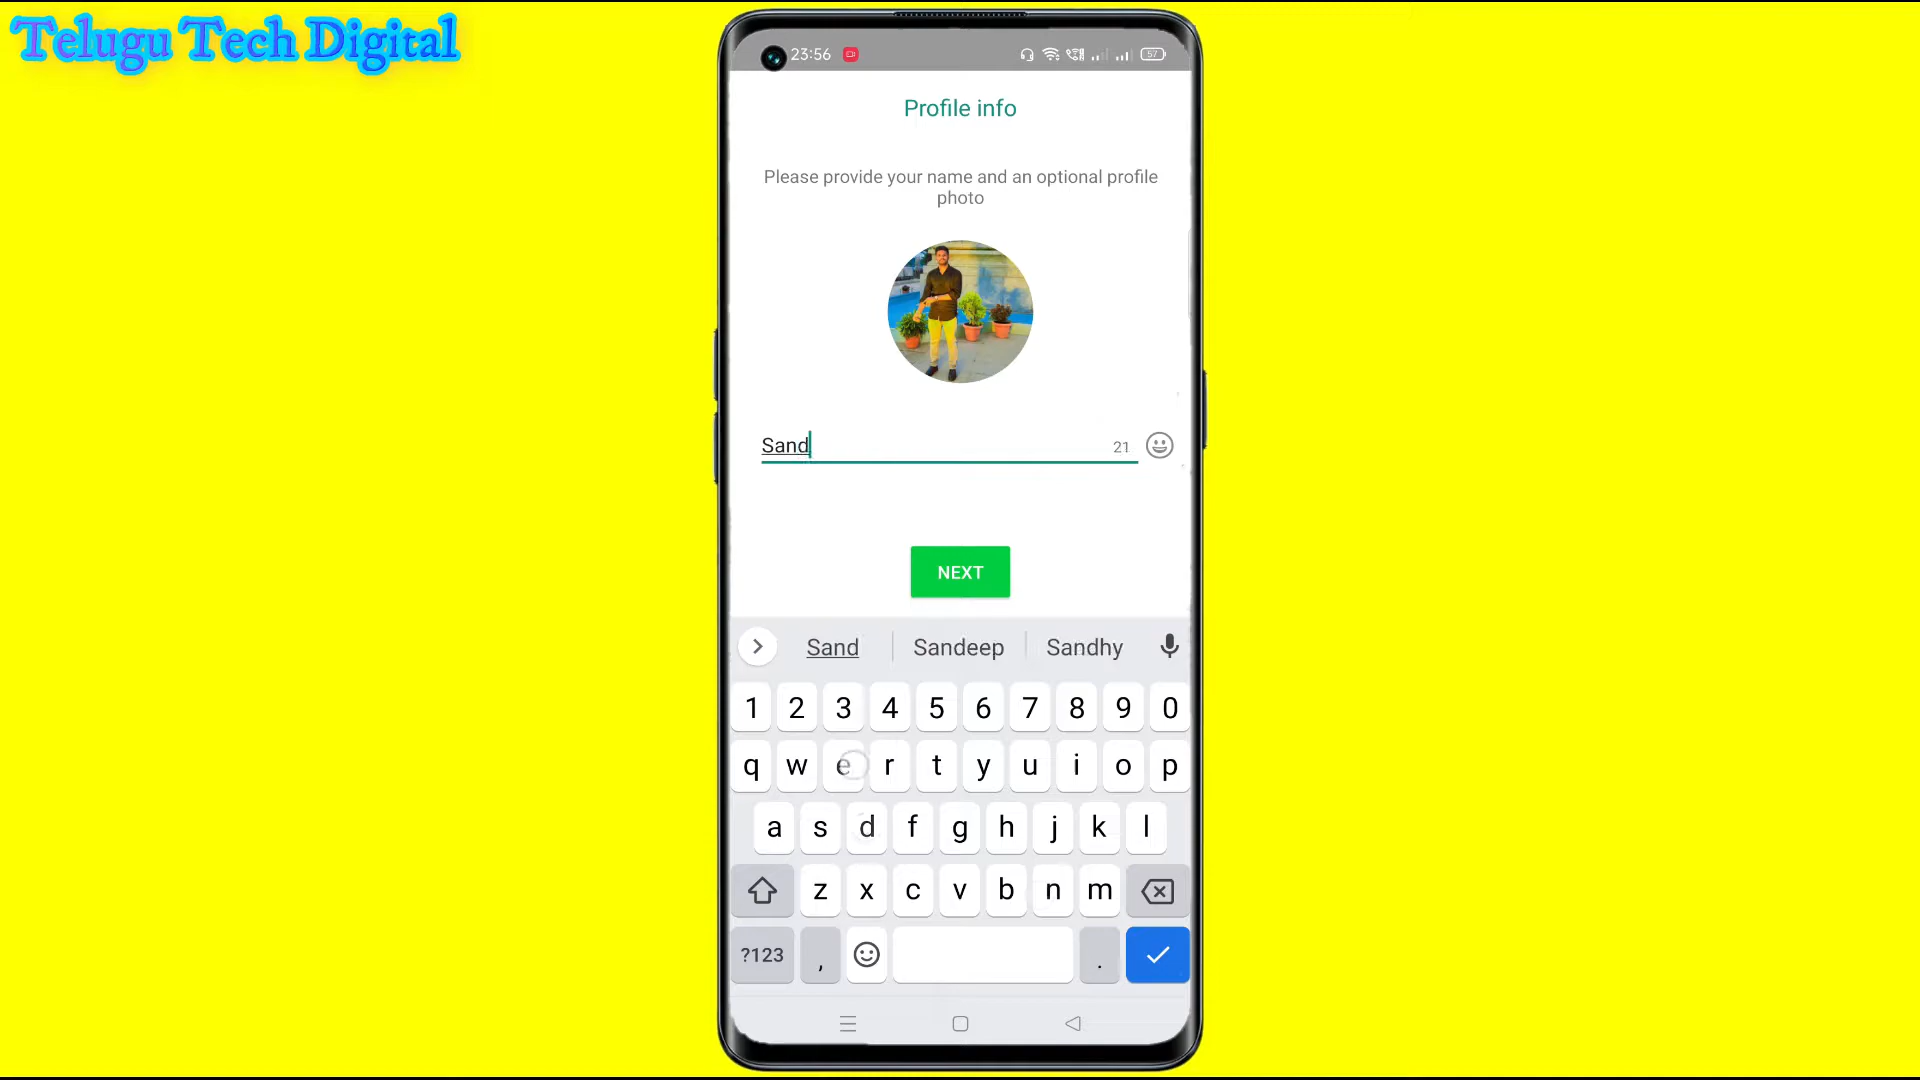 Telugu Tech Digital
23:56
57
Profile info
Please provide your name and an optional profile
photo
Sand
21
NEXT
Sand Sandeep Sandhy
1 2 3 4 5 6 7 8 9 0
q w e r t y u i o p
a s d f g h j k l
z x c v b n m
?123 , .